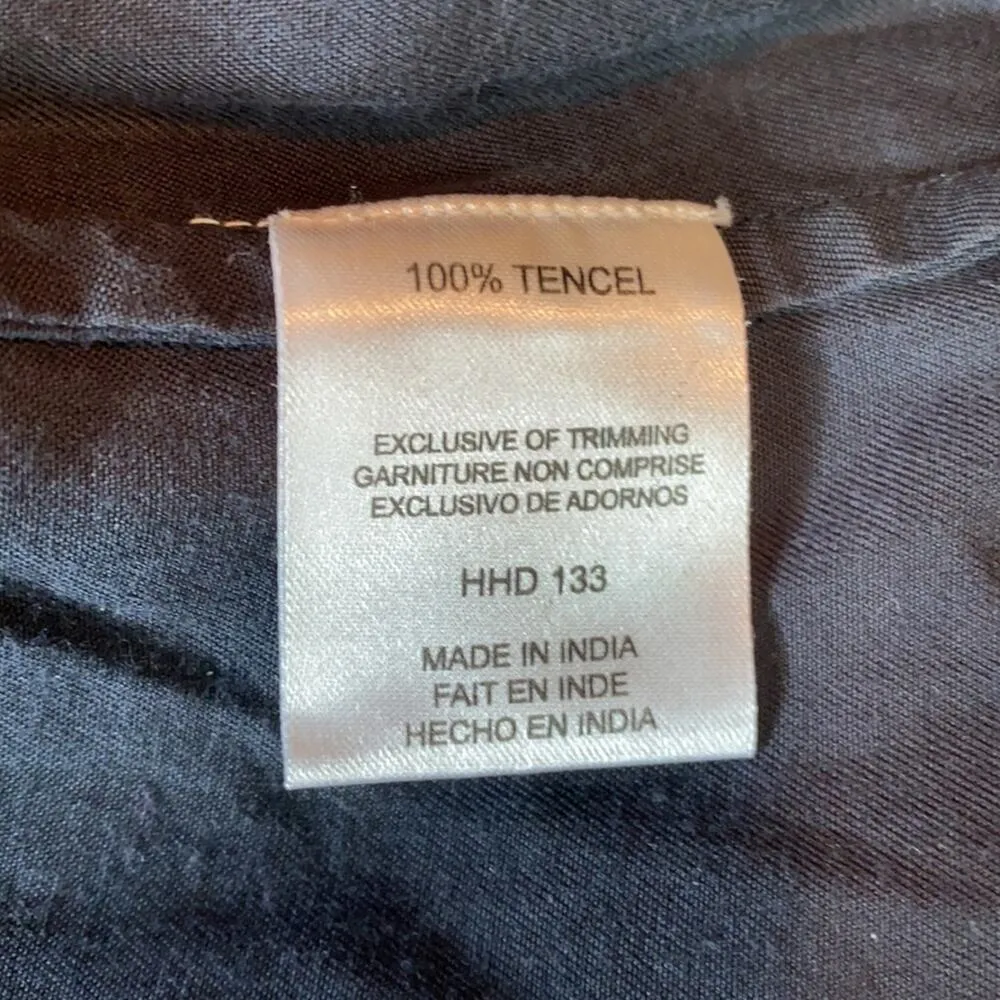 100% TENCEL
EXCLUSIVE OF TRIMMING
GARNITURE NON COMPRISE
EXCLUSIVO DE ADORNOS
HHD 133
MADE IN INDIA
FAIT EN INDE
HECHO EN INDIA